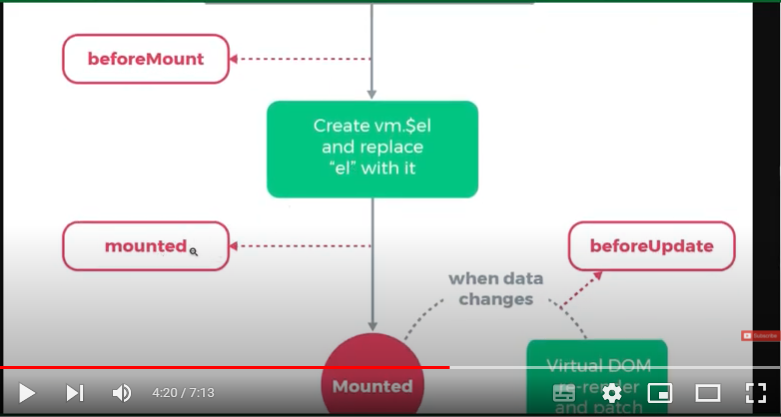 beforeMount
Create vm.$el
and replace
“el” with it
mounted
beforeUpdate
when data
changes
Subscribe
Mounted
Virtual DOM
re-render
and patch
4:20 / 7:13